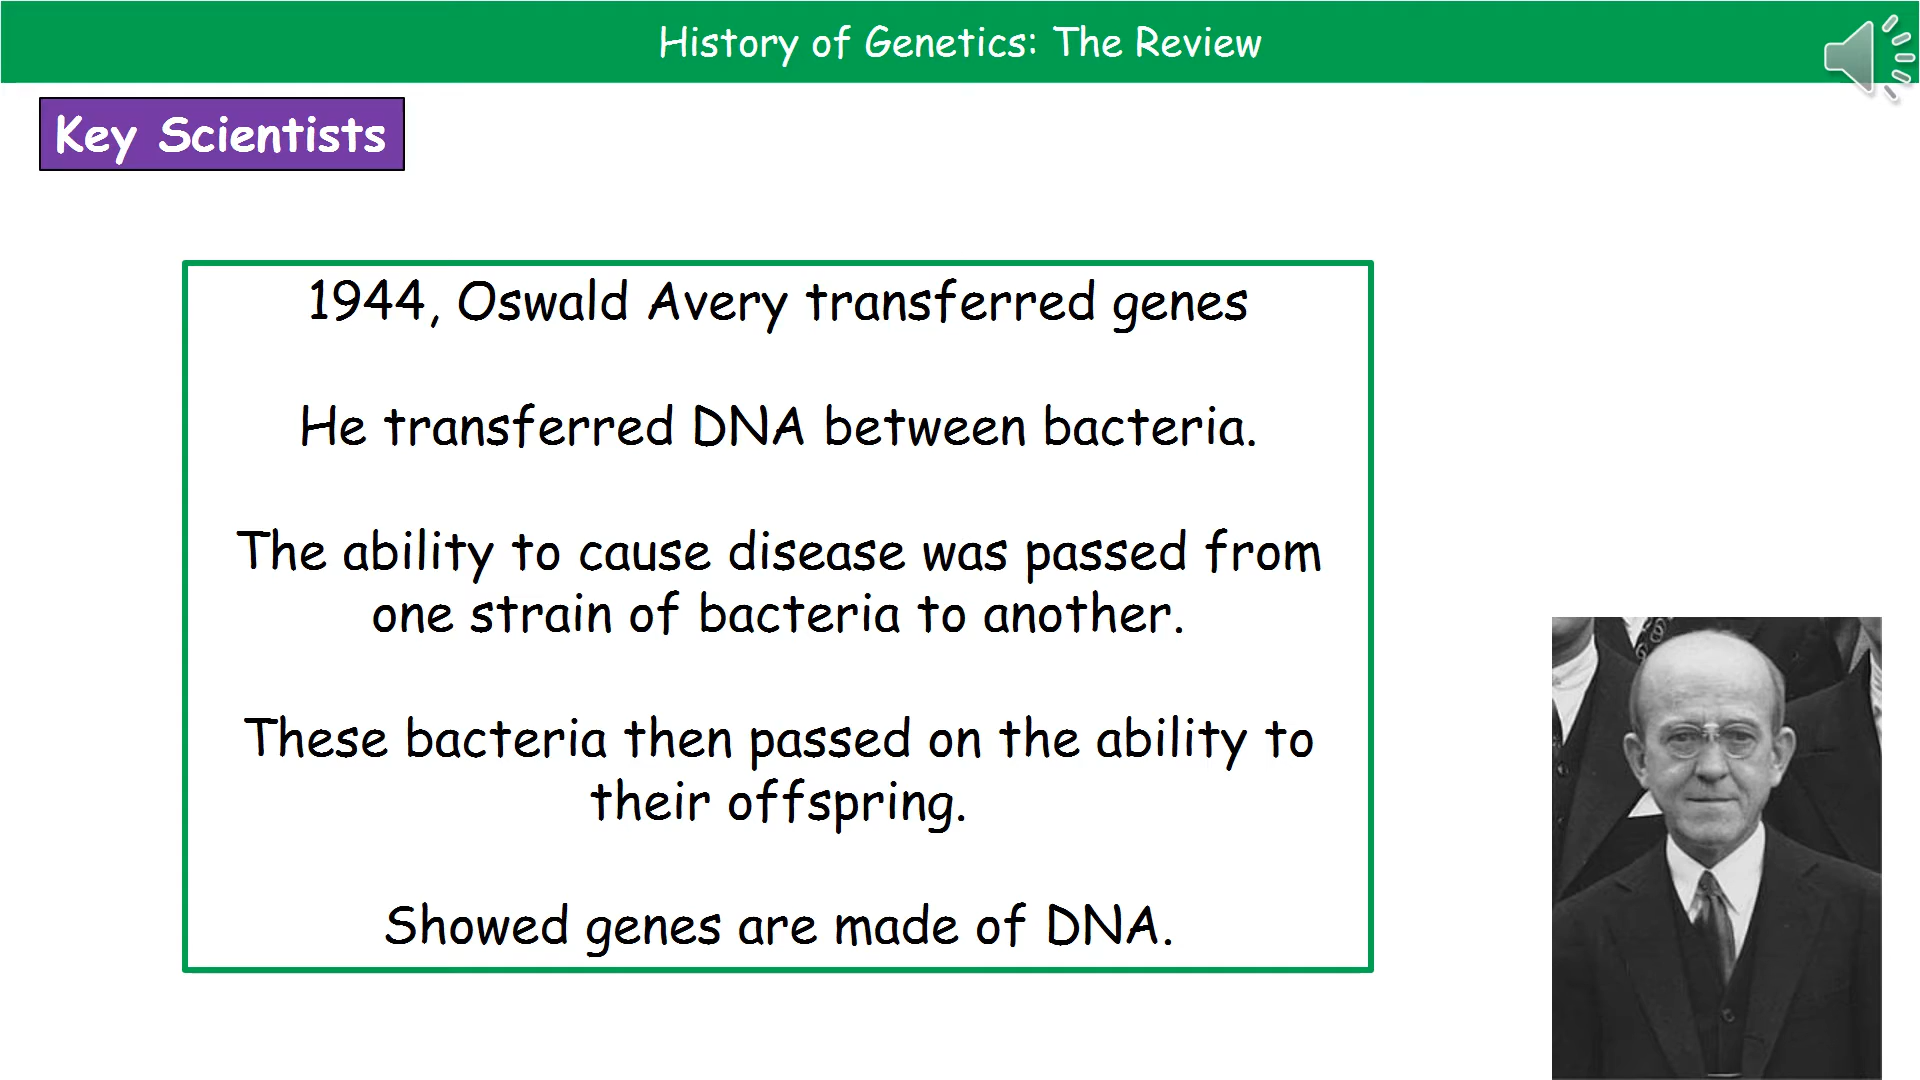 History of Genetics: The Review
Key Scientists
1944, Oswald Avery transferred genes
He transferred DNA between bacteria.
The ability to cause disease was passed from
one strain of bacteria to another.
These bacteria then passed on the ability to
their offspring.
Showed genes are made of DNA.